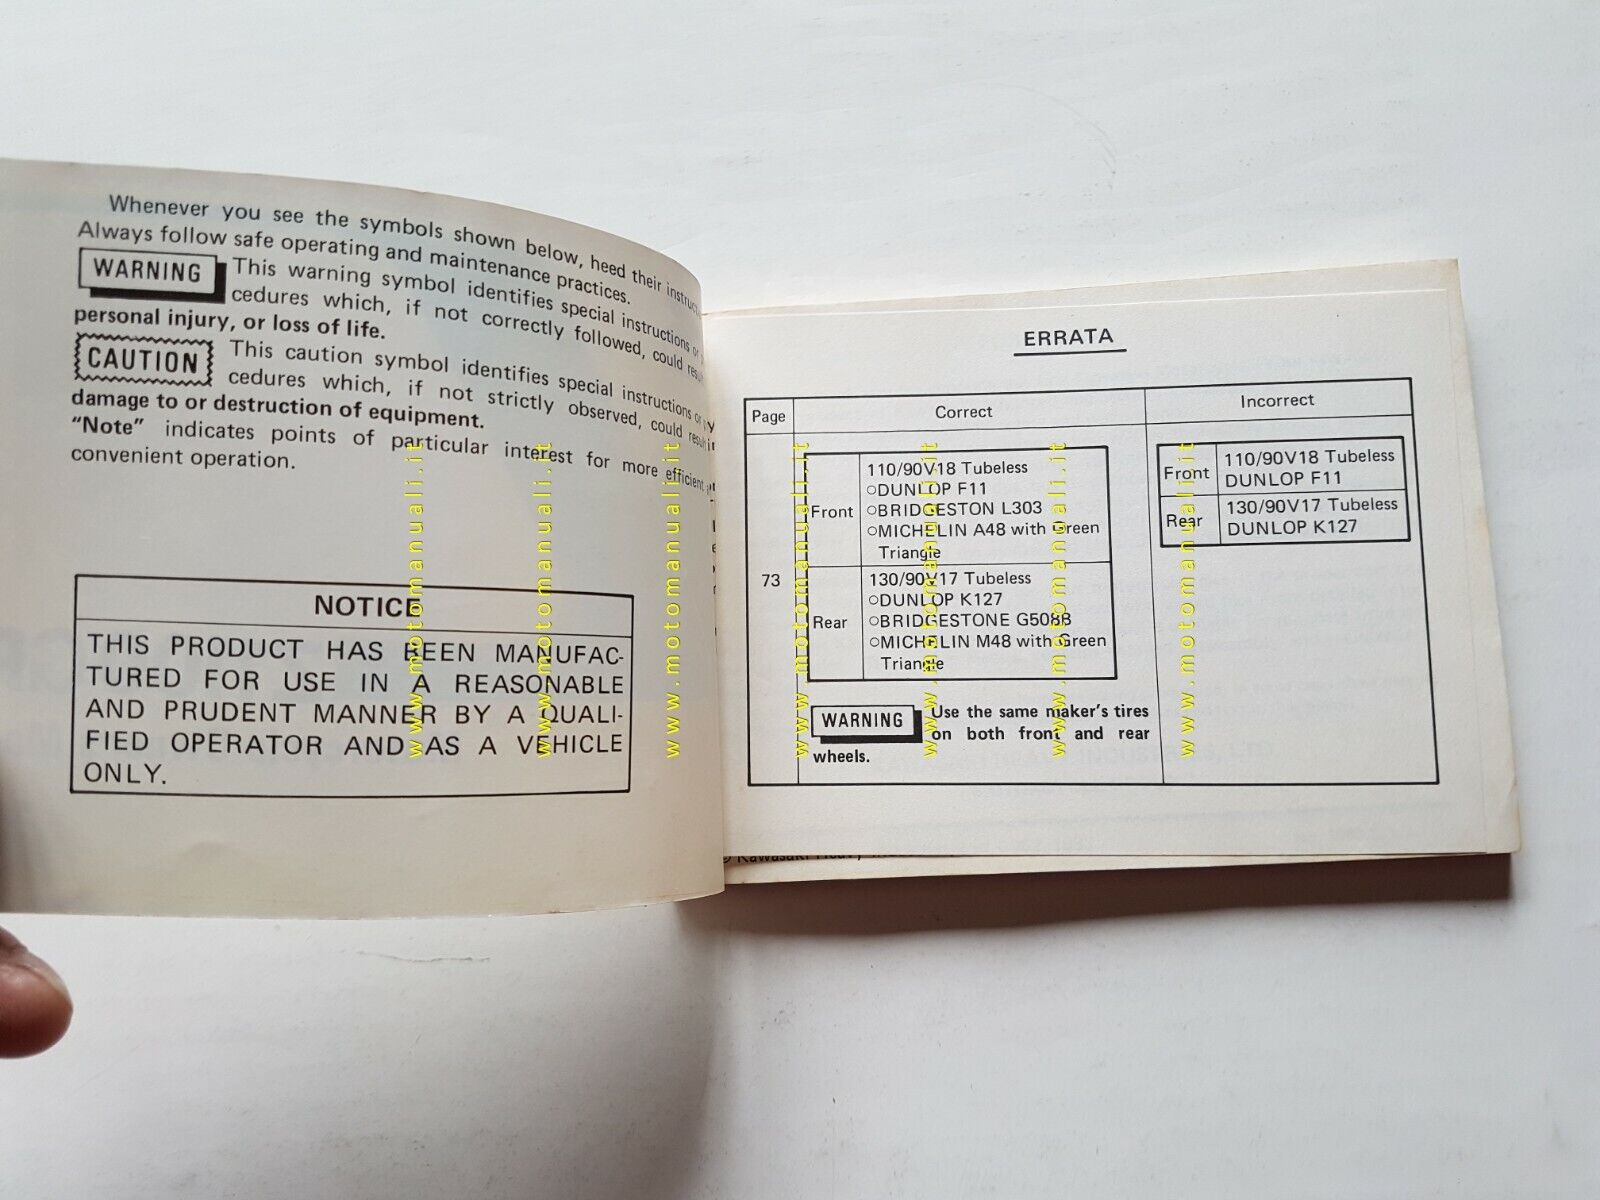 Whenever you see the symbols shown below, heed their
Always follow safe operating and maintenance practices.
WARNING This warning symbol identifies special instructions or
cedures which, if not correctly followed, could
personal injury, or loss of life.
CAUTION This caution symbol identifies special instructions or
cedures which, if not strictly observed, could
damage to or destruction of equipment.
"Note" indicates points of particular interest for more efficient
convenient operation.
NOTICE
THIS PRODUCT HAS BEEN MANUFAC-
TURED FOR USE IN A REASONABLE
AND PRUDENT MANNER BY A QUALI-
FIED OPERATOR AND AS A VEHICLE
ONLY.
ERRATA
Page Correct Incorrect
73
Front
110/90V18 Tubeless
○DUNLOP F11
○BRIDGESTON L303
○MICHELIN A48 with Green
Triangle
Rear
130/90V17 Tubeless
○DUNLOP K127
○BRIDGESTONE G508B
○MICHELIN M48 with Green
Triangle
WARNING Use the same maker's tires
on both front and rear
wheels.
Front
110/90V18 Tubeless
DUNLOP F11
Rear
130/90V17 Tubeless
DUNLOP K127
© Kawasaki
www.motomanuali.it
www.motomanuali.it
www.motomanuali.it
www.motomanuali.it
www.motomanuali.it
www.motomanuali.it
www.motomanuali.it